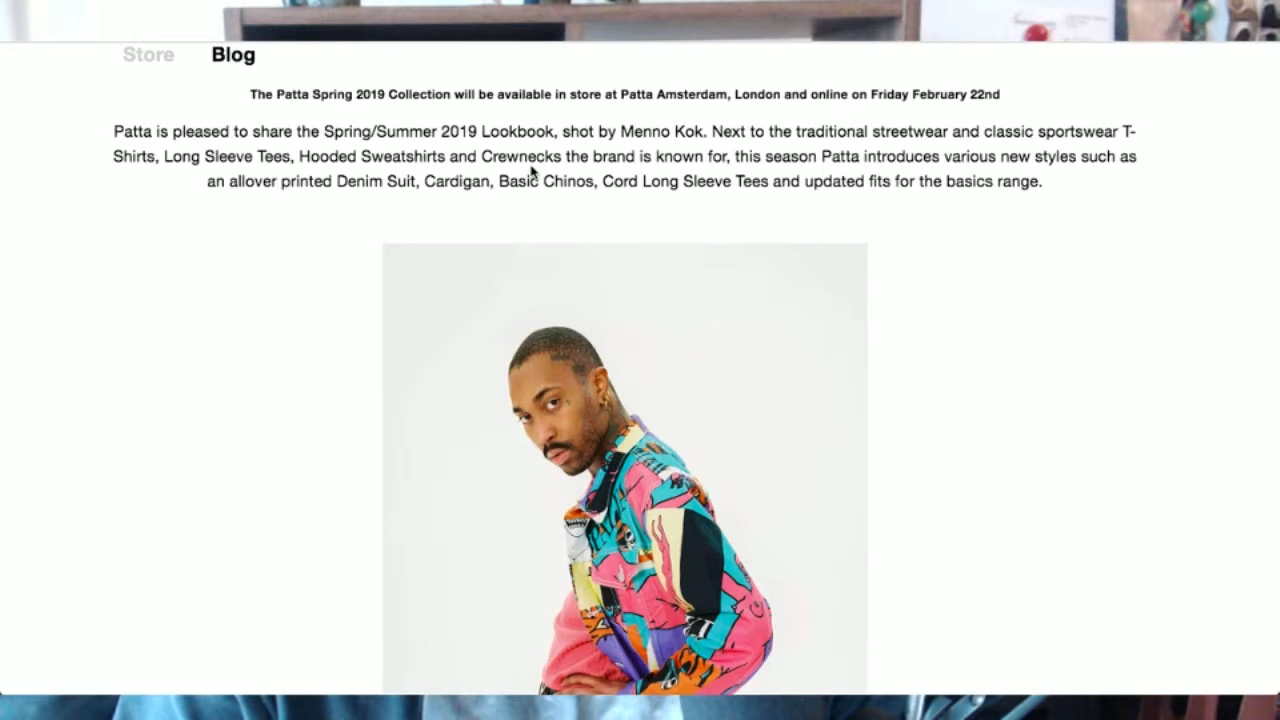 Store Blog
The Patta Spring 2019 Collection will be available in store at Patta Amsterdam, London and online on Friday February 22nd
Patta is pleased to share the Spring/Summer 2019 Lookbook, shot by Menno Kok. Next to the traditional streetwear and classic sportswear T-
Shirts, Long Sleeve Tees, Hooded Sweatshirts and Crewnecks the brand is known for, this season Patta introduces various new styles such as
an allover printed Denim Suit, Cardigan, Basic Chinos, Cord Long Sleeve Tees and updated fits for the basics range.